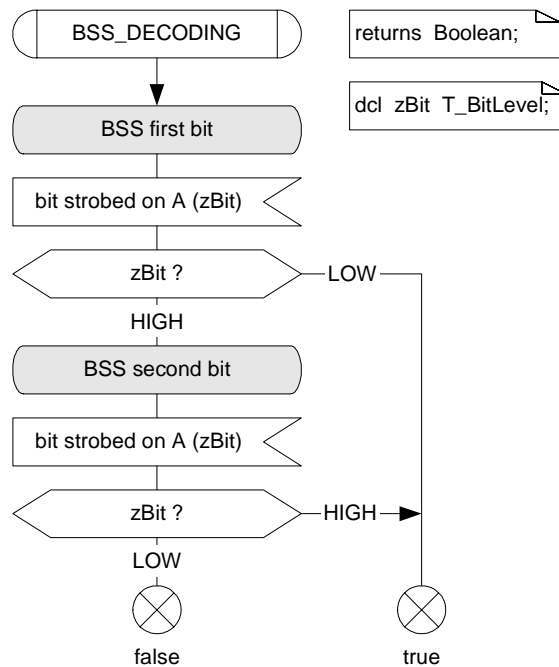 BSS_DECODING
returns Boolean;
dcl zBit T_BitLevel;
BSS first bit
bit strobed on A (zBit)
zBit ?
LOW
HIGH
BSS second bit
bit strobed on A (zBit)
zBit ?
HIGH
LOW
false
true